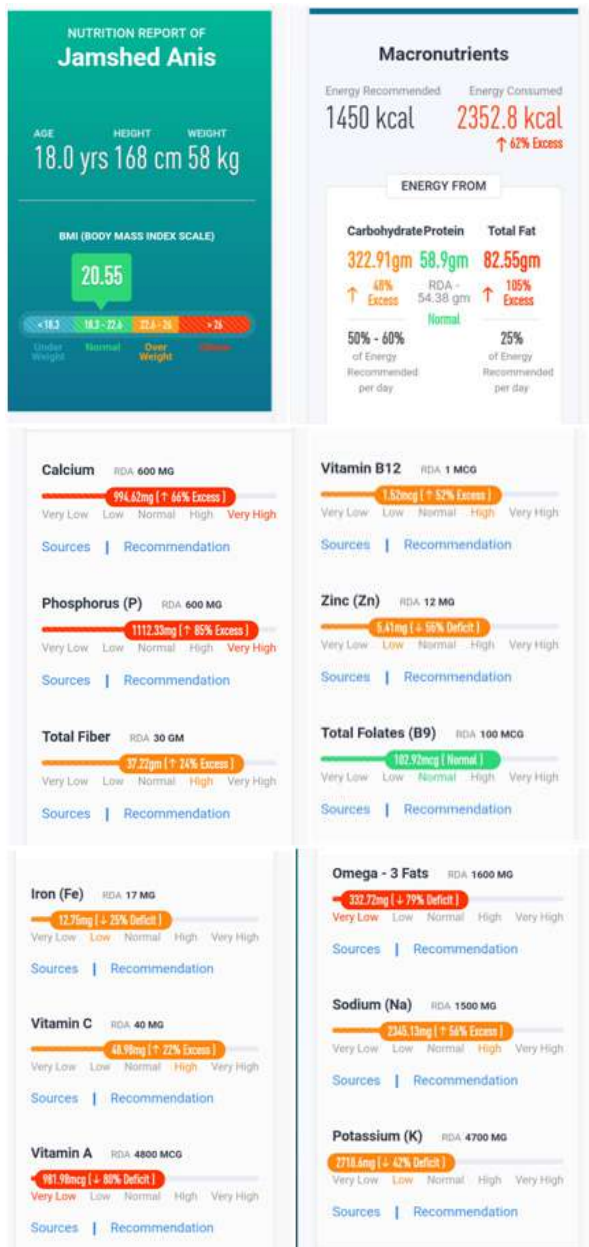 NUTRITION REPORT OF
Jamshed Anis
AGE HEIGHT WEIGHT
18.0 yrs 168 cm 58 kg
BMI (BODY MASS INDEX SCALE)
20.55
< 18.3 18.3 - 22.6 22.6 - 26 > 26
Under Weight Normal Over Weight Obese
Macronutrients
Energy Recommended Energy Consumed
1450 kcal 2352.8 kcal
↑ 62% Excess
ENERGY FROM
Carbohydrate Protein Total Fat
322.91gm 58.9gm 82.55gm
↑ 48% Excess RDA - 54.38 gm ↑ 105% Excess
Normal
50% - 60% 25%
of Energy of Energy
Recommended Recommended
per day per day
Calcium RDA 600 MG
994.62mg ( ↑ 66% Excess )
Very Low Low Normal High Very High
Sources | Recommendation
Phosphorus (P) RDA 600 MG
1112.33mg ( ↑ 85% Excess )
Very Low Low Normal High Very High
Sources | Recommendation
Total Fiber RDA 30 GM
37.22gm ( ↑ 24% Excess )
Very Low Low Normal High Very High
Sources | Recommendation
Vitamin B12 RDA 1 MCG
1.52mcg ( ↑ 52% Excess )
Very Low Low Normal High Very High
Sources | Recommendation
Zinc (Zn) RDA 12 MG
5.41mg ( ↓ 55% Deficit )
Very Low Low Normal High Very High
Sources | Recommendation
Total Folates (B9) RDA 100 MCG
102.92mcg ( Normal )
Very Low Low Normal High Very High
Sources | Recommendation
Iron (Fe) RDA 17 MG
12.75mg ( ↓ 25% Deficit )
Very Low Low Normal High Very High
Sources | Recommendation
Vitamin C RDA 40 MG
48.98mg ( ↑ 22% Excess )
Very Low Low Normal High Very High
Sources | Recommendation
Vitamin A RDA 4800 MCG
981.98mcg ( ↓ 80% Deficit )
Very Low Low Normal High Very High
Sources | Recommendation
Omega - 3 Fats RDA 1600 MG
332.72mg ( ↓ 79% Deficit )
Very Low Low Normal High Very High
Sources | Recommendation
Sodium (Na) RDA 1500 MG
2345.13mg ( ↑ 56% Excess )
Very Low Low Normal High Very High
Sources | Recommendation
Potassium (K) RDA 4700 MG
2718.6mg ( ↓ 42% Deficit )
Very Low Low Normal High Very High
Sources | Recommendation